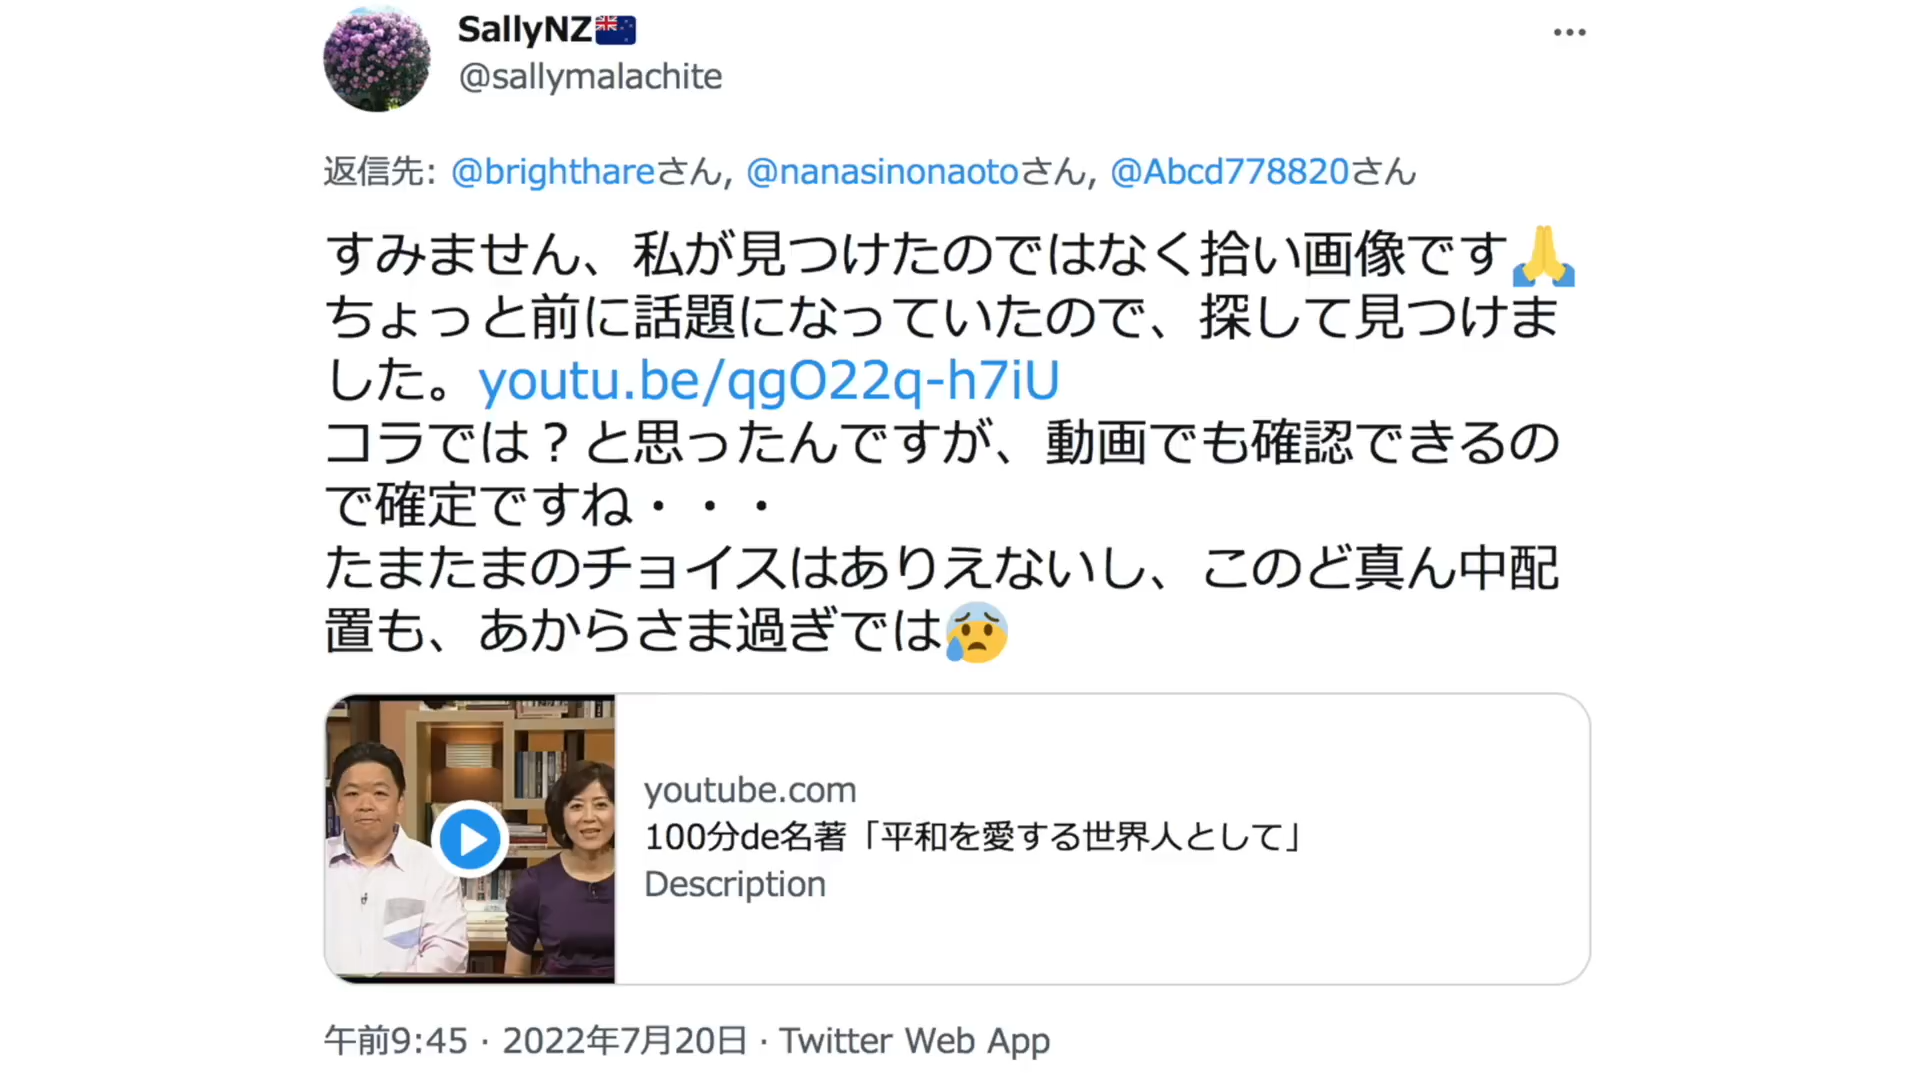 SallyNZ🇳🇿
@sallymalachite
返信先: @brighthareさん, @nanasinonaotoさん, @Abcd778820さん
すみません、私が見つけたのではなく拾い画像です🙏
ちょっと前に話題になっていたので、探して見つけま
した。youtu.be/qgO22q-h7iU
コラでは？と思ったんですが、動画でも確認できるの
で確定ですね・・・
たまたまのチョイスはありえないし、このど真ん中配
置も、あからさま過ぎでは😰
youtube.com
100分de名著「平和を愛する世界人として」
Description
午前9:45 · 2022年7月20日 · Twitter Web App